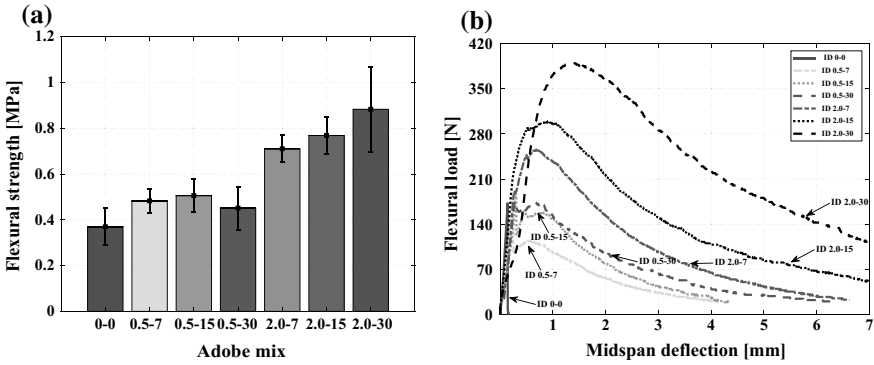 (a)
Flexural strength [MPa]
1.2
1
0.8
0.6
0.4
0.2
0
0-0 0.5-7 0.5-15 0.5-30 2.0-7 2.0-15 2.0-30
Adobe mix
(b)
Flexural load [N]
420
350
280
210
140
70
0
ID 0-0
ID 0.5-7
ID 0.5-15
ID 0.5-30
ID 2.0-7
ID 2.0-15
ID 2.0-30
ID 2.0-30
ID 0.5-15
ID 2.0-15
ID 0.5-30
ID 2.0-7
ID 0.5-7
ID 0-0
1 2 3 4 5 6 7
Midspan deflection [mm]